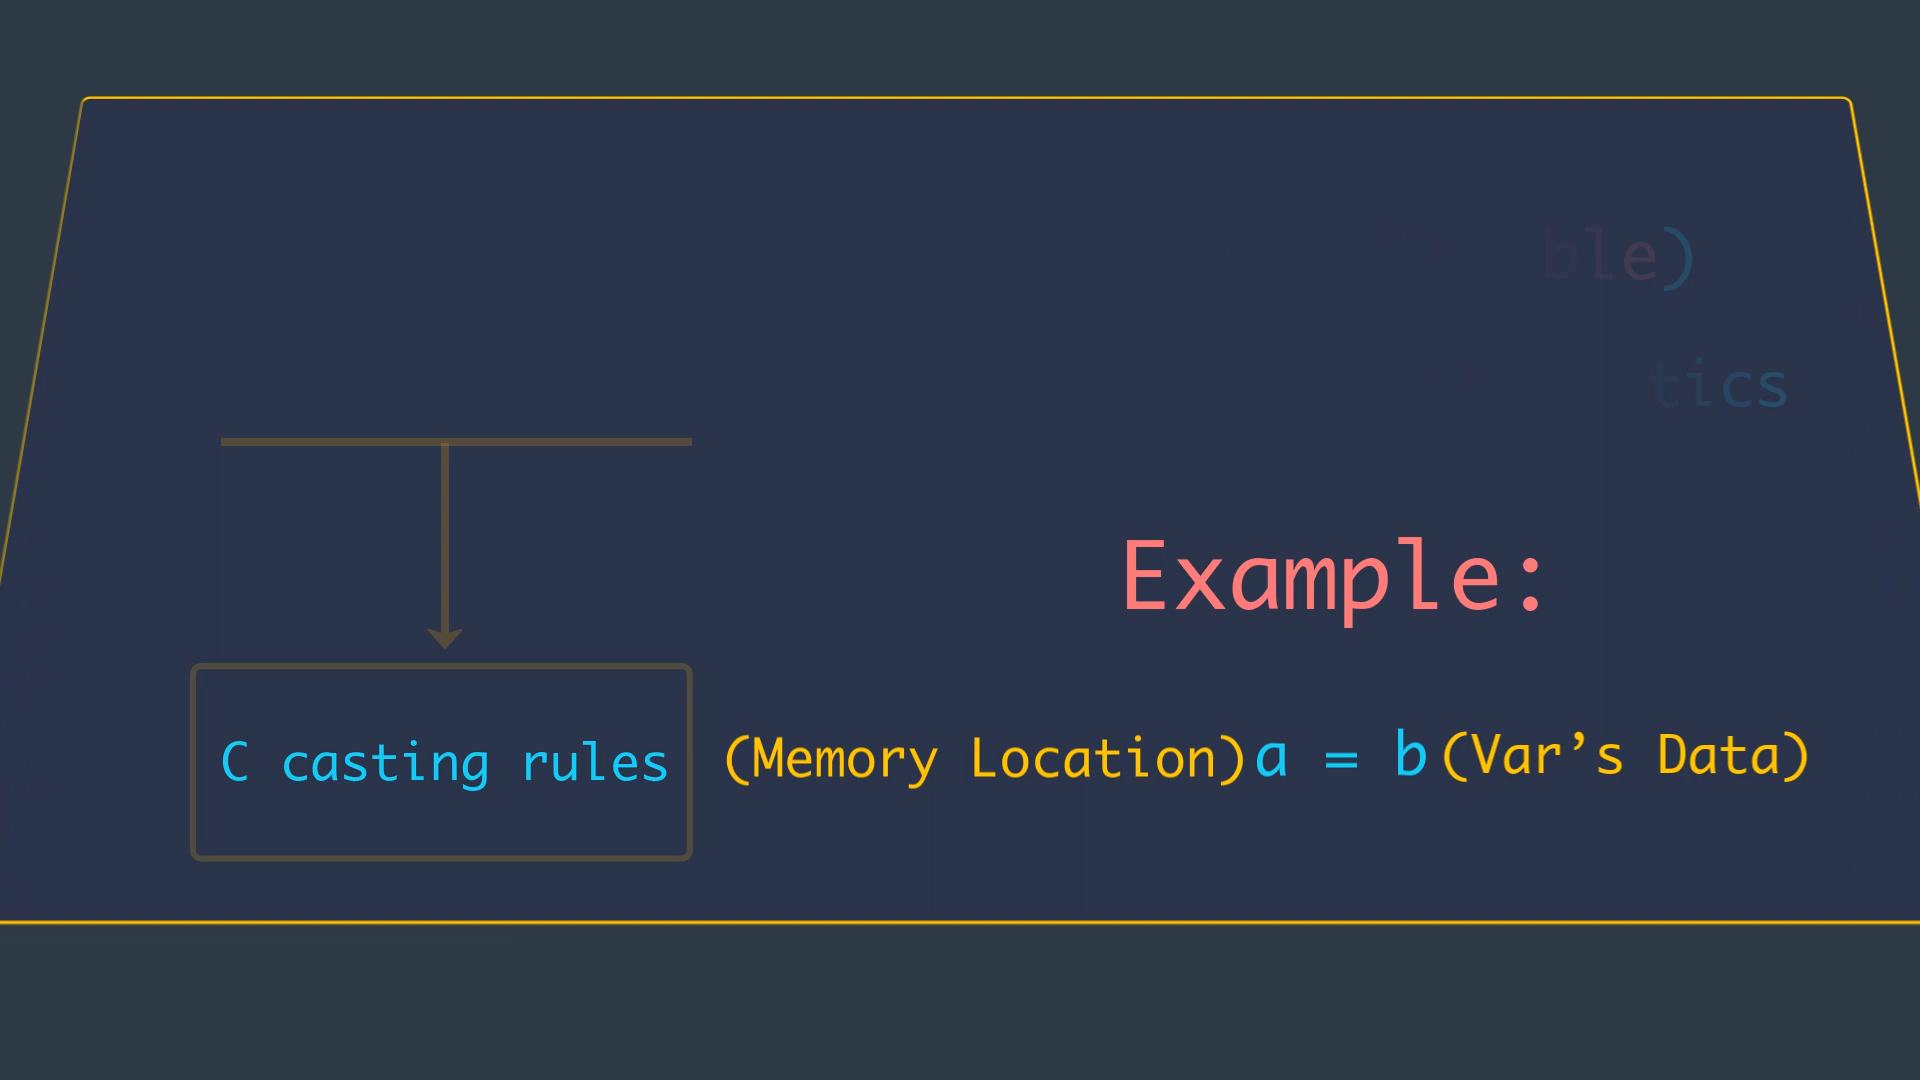 ble)
tics
Example:
C casting rules (Memory Location)a = b(Var’s Data)